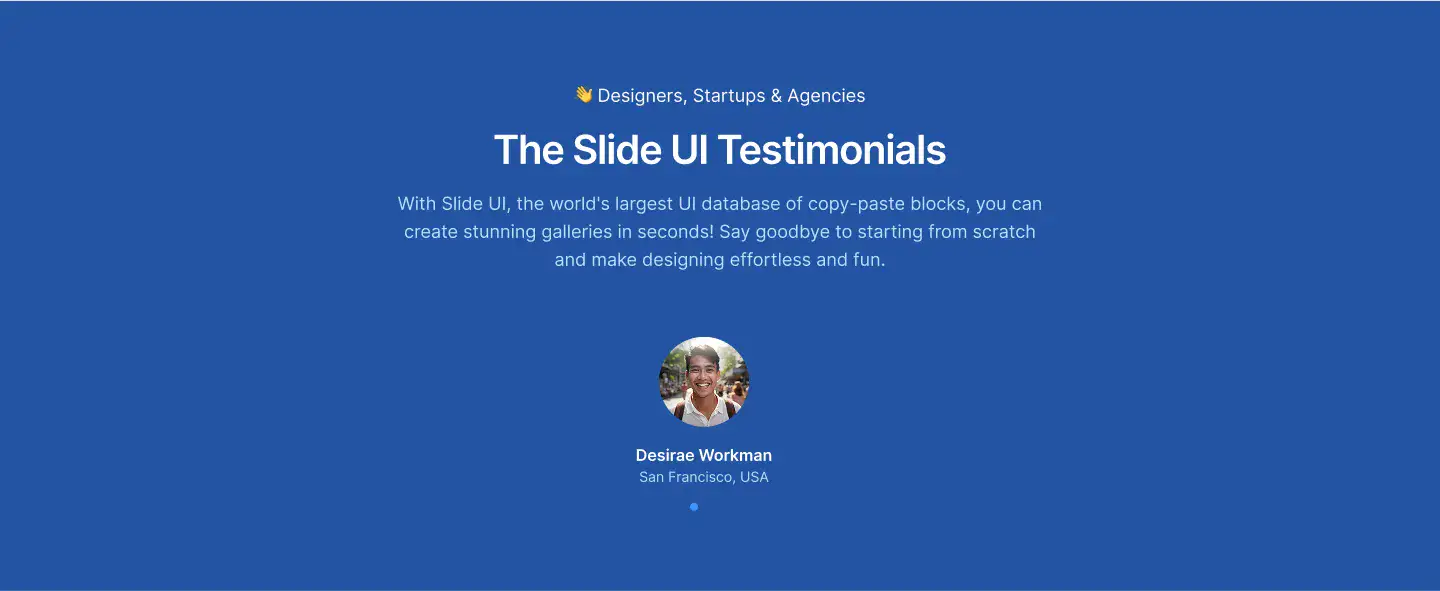 👋 Designers, Startups & Agencies
The Slide UI Testimonials
With Slide UI, the world's largest UI database of copy-paste blocks, you can
create stunning galleries in seconds! Say goodbye to starting from scratch
and make designing effortless and fun.
Desirae Workman
San Francisco, USA